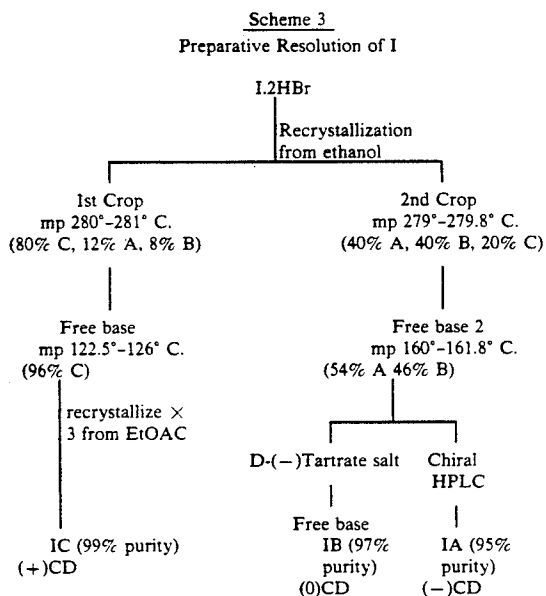 Scheme 3
Preparative Resolution of I
I.2HBr
Recrystallization
from ethanol
1st Crop
mp 280°-281° C.
(80% C, 12% A, 8% B)
2nd Crop
mp 279°-279.8° C.
(40% A, 40% B, 20% C)
Free base
mp 122.5°-126° C.
(96% C)
Free base 2
mp 160°-161.8° C.
(54% A 46% B)
recrystallize ×
3 from EtOAC
D-(−)Tartrate salt
Chiral
HPLC
IC (99% purity)
(+)CD
Free base
IB (97%
purity)
(0)CD
IA (95%
purity)
(−)CD